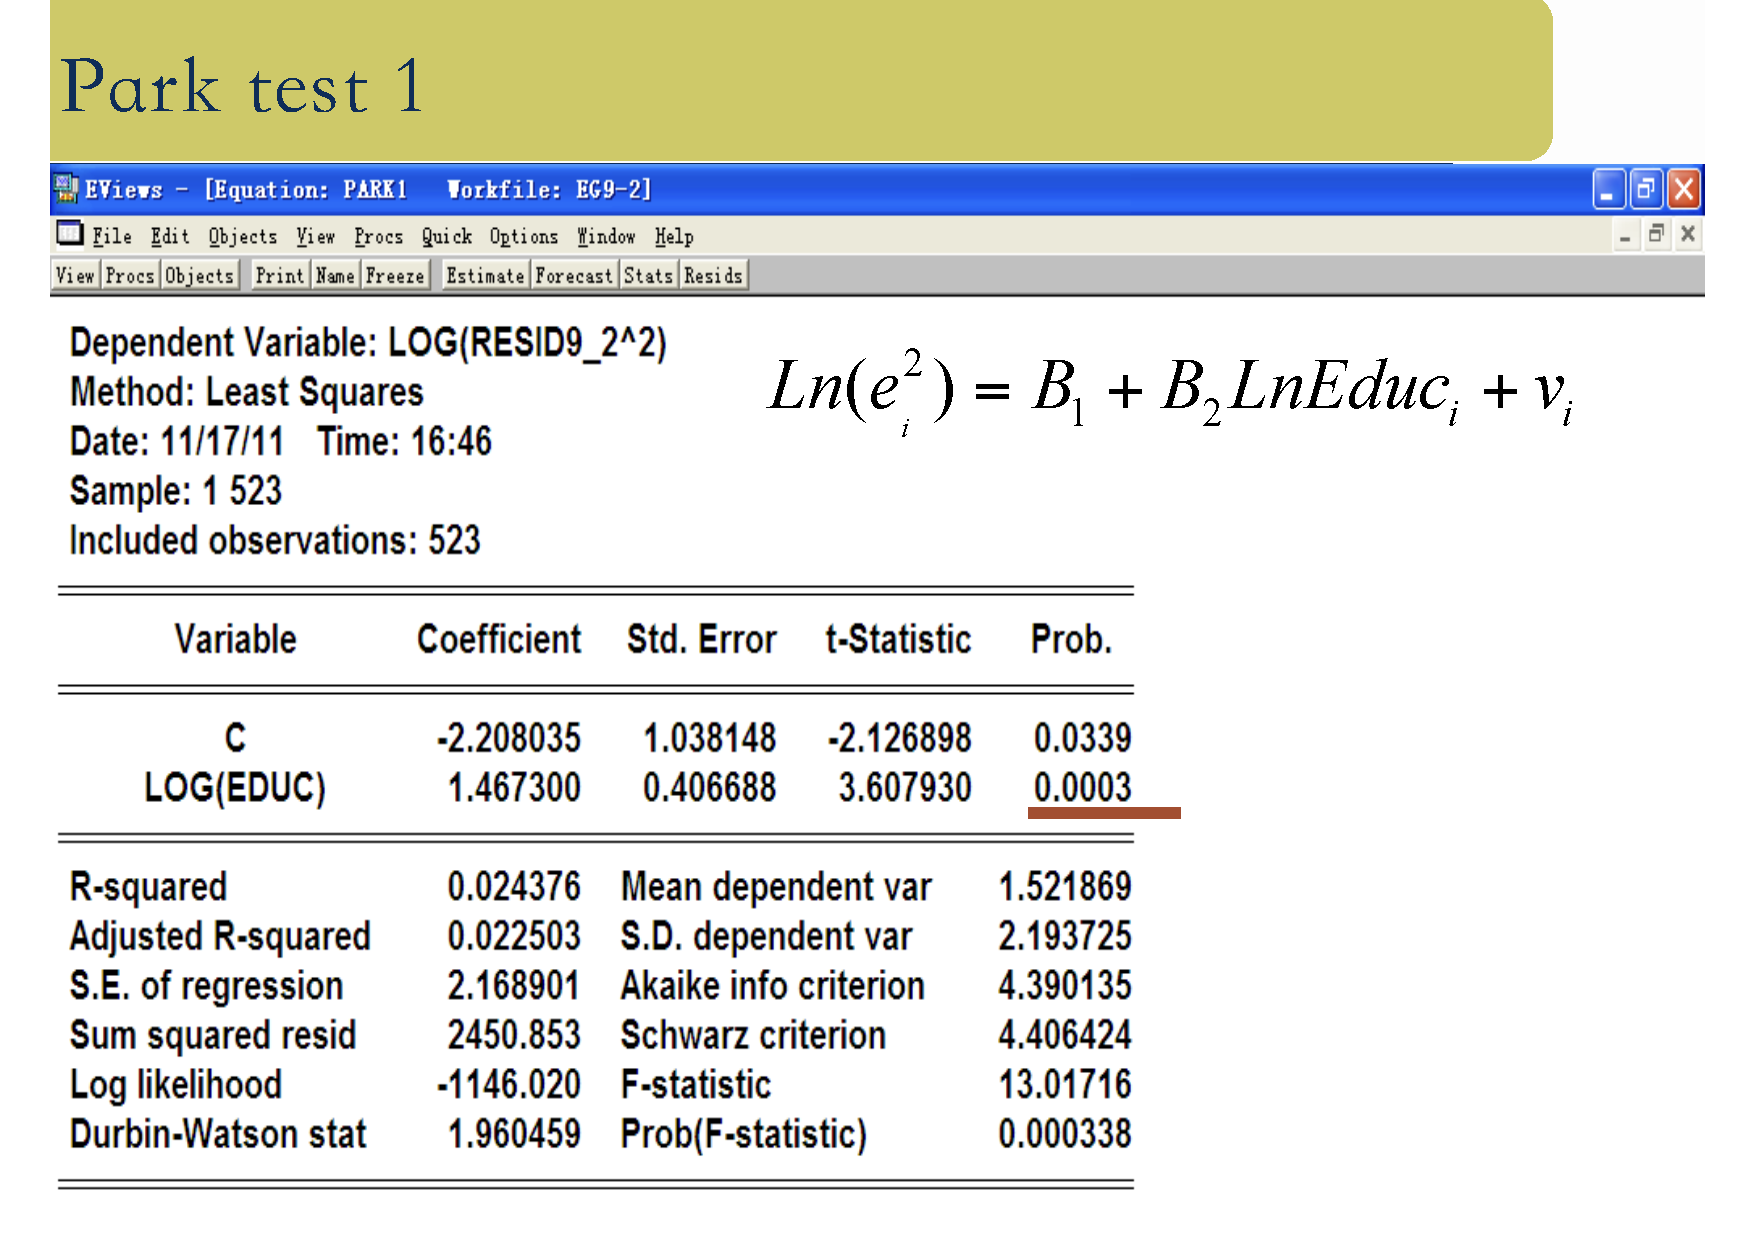 Park test 1
EViews - [Equation: PARK1 Workfile: EG9-2]
File Edit Objects View Procs Quick Options Window Help
View Procs Objects Print Name Freeze Estimate Forecast Stats Resids
Dependent Variable: LOG(RESID9_2^2)
Method: Least Squares
Date: 11/17/11 Time: 16:46
Sample: 1 523
Included observations: 523
Ln(e_i^2) = B_1 + B_2 LnEduc_i + v_i
Variable Coefficient Std. Error t-Statistic Prob.
C -2.208035 1.038148 -2.126898 0.0339
LOG(EDUC) 1.467300 0.406688 3.607930 0.0003
R-squared 0.024376 Mean dependent var 1.521869
Adjusted R-squared 0.022503 S.D. dependent var 2.193725
S.E. of regression 2.168901 Akaike info criterion 4.390135
Sum squared resid 2450.853 Schwarz criterion 4.406424
Log likelihood -1146.020 F-statistic 13.01716
Durbin-Watson stat 1.960459 Prob(F-statistic) 0.000338